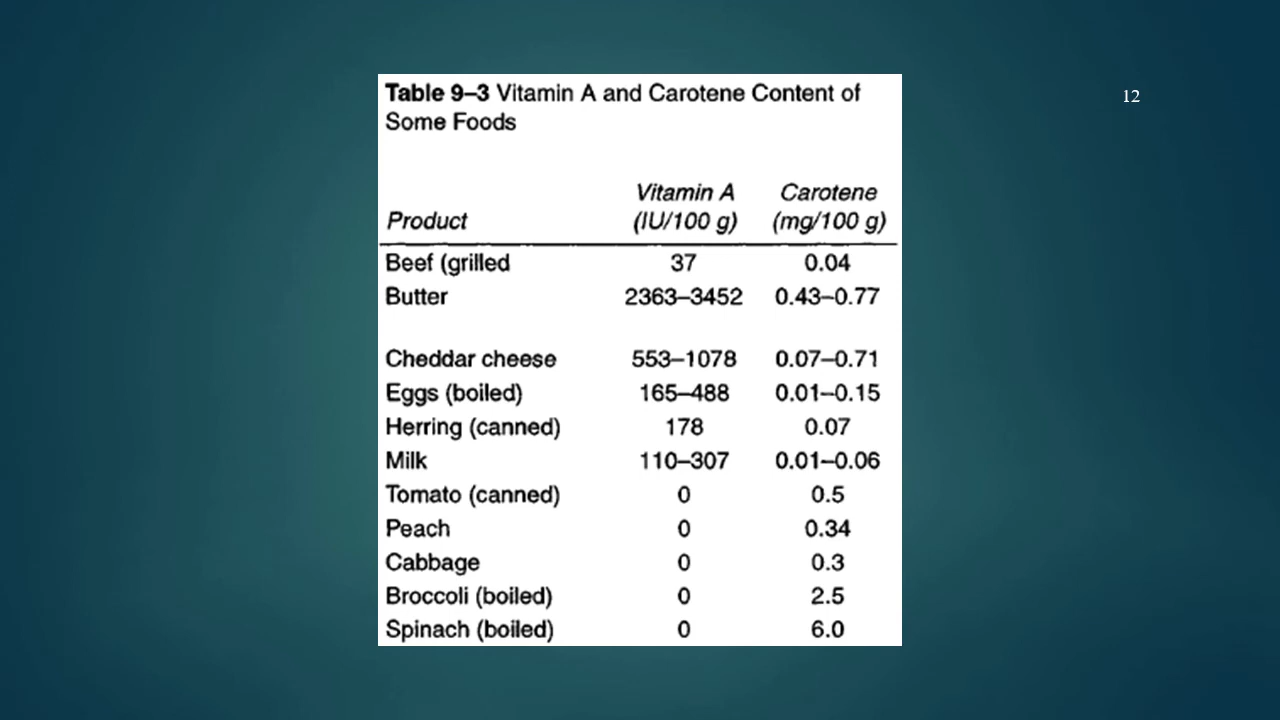 12
Table 9–3 Vitamin A and Carotene Content of
Some Foods
Vitamin A Carotene
Product (IU/100 g) (mg/100 g)
Beef (grilled 37 0.04
Butter 2363–3452 0.43–0.77
Cheddar cheese 553–1078 0.07–0.71
Eggs (boiled) 165–488 0.01–0.15
Herring (canned) 178 0.07
Milk 110–307 0.01–0.06
Tomato (canned) 0 0.5
Peach 0 0.34
Cabbage 0 0.3
Broccoli (boiled) 0 2.5
Spinach (boiled) 0 6.0